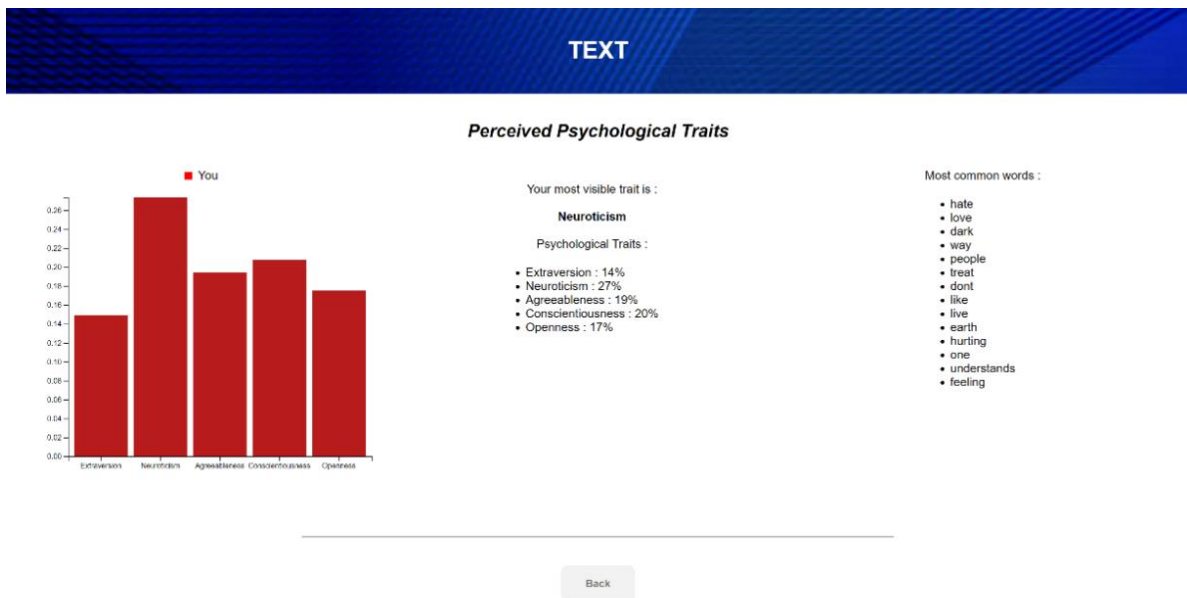 TEXT
Perceived Psychological Traits
You
0.26
0.24
0.22
0.20
0.18
0.16
0.14
0.12
0.10
0.08
0.06
0.04
0.02
0.00
Extraversion Neuroticism Agreeableness Conscientiousness Openness
Your most visible trait is :
Neuroticism
Psychological Traits :
• Extraversion : 14%
• Neuroticism : 27%
• Agreeableness : 19%
• Conscientiousness : 20%
• Openness : 17%
Most common words :
• hate
• love
• dark
• way
• people
• treat
• dont
• like
• live
• earth
• hurting
• one
• understands
• feeling
Back